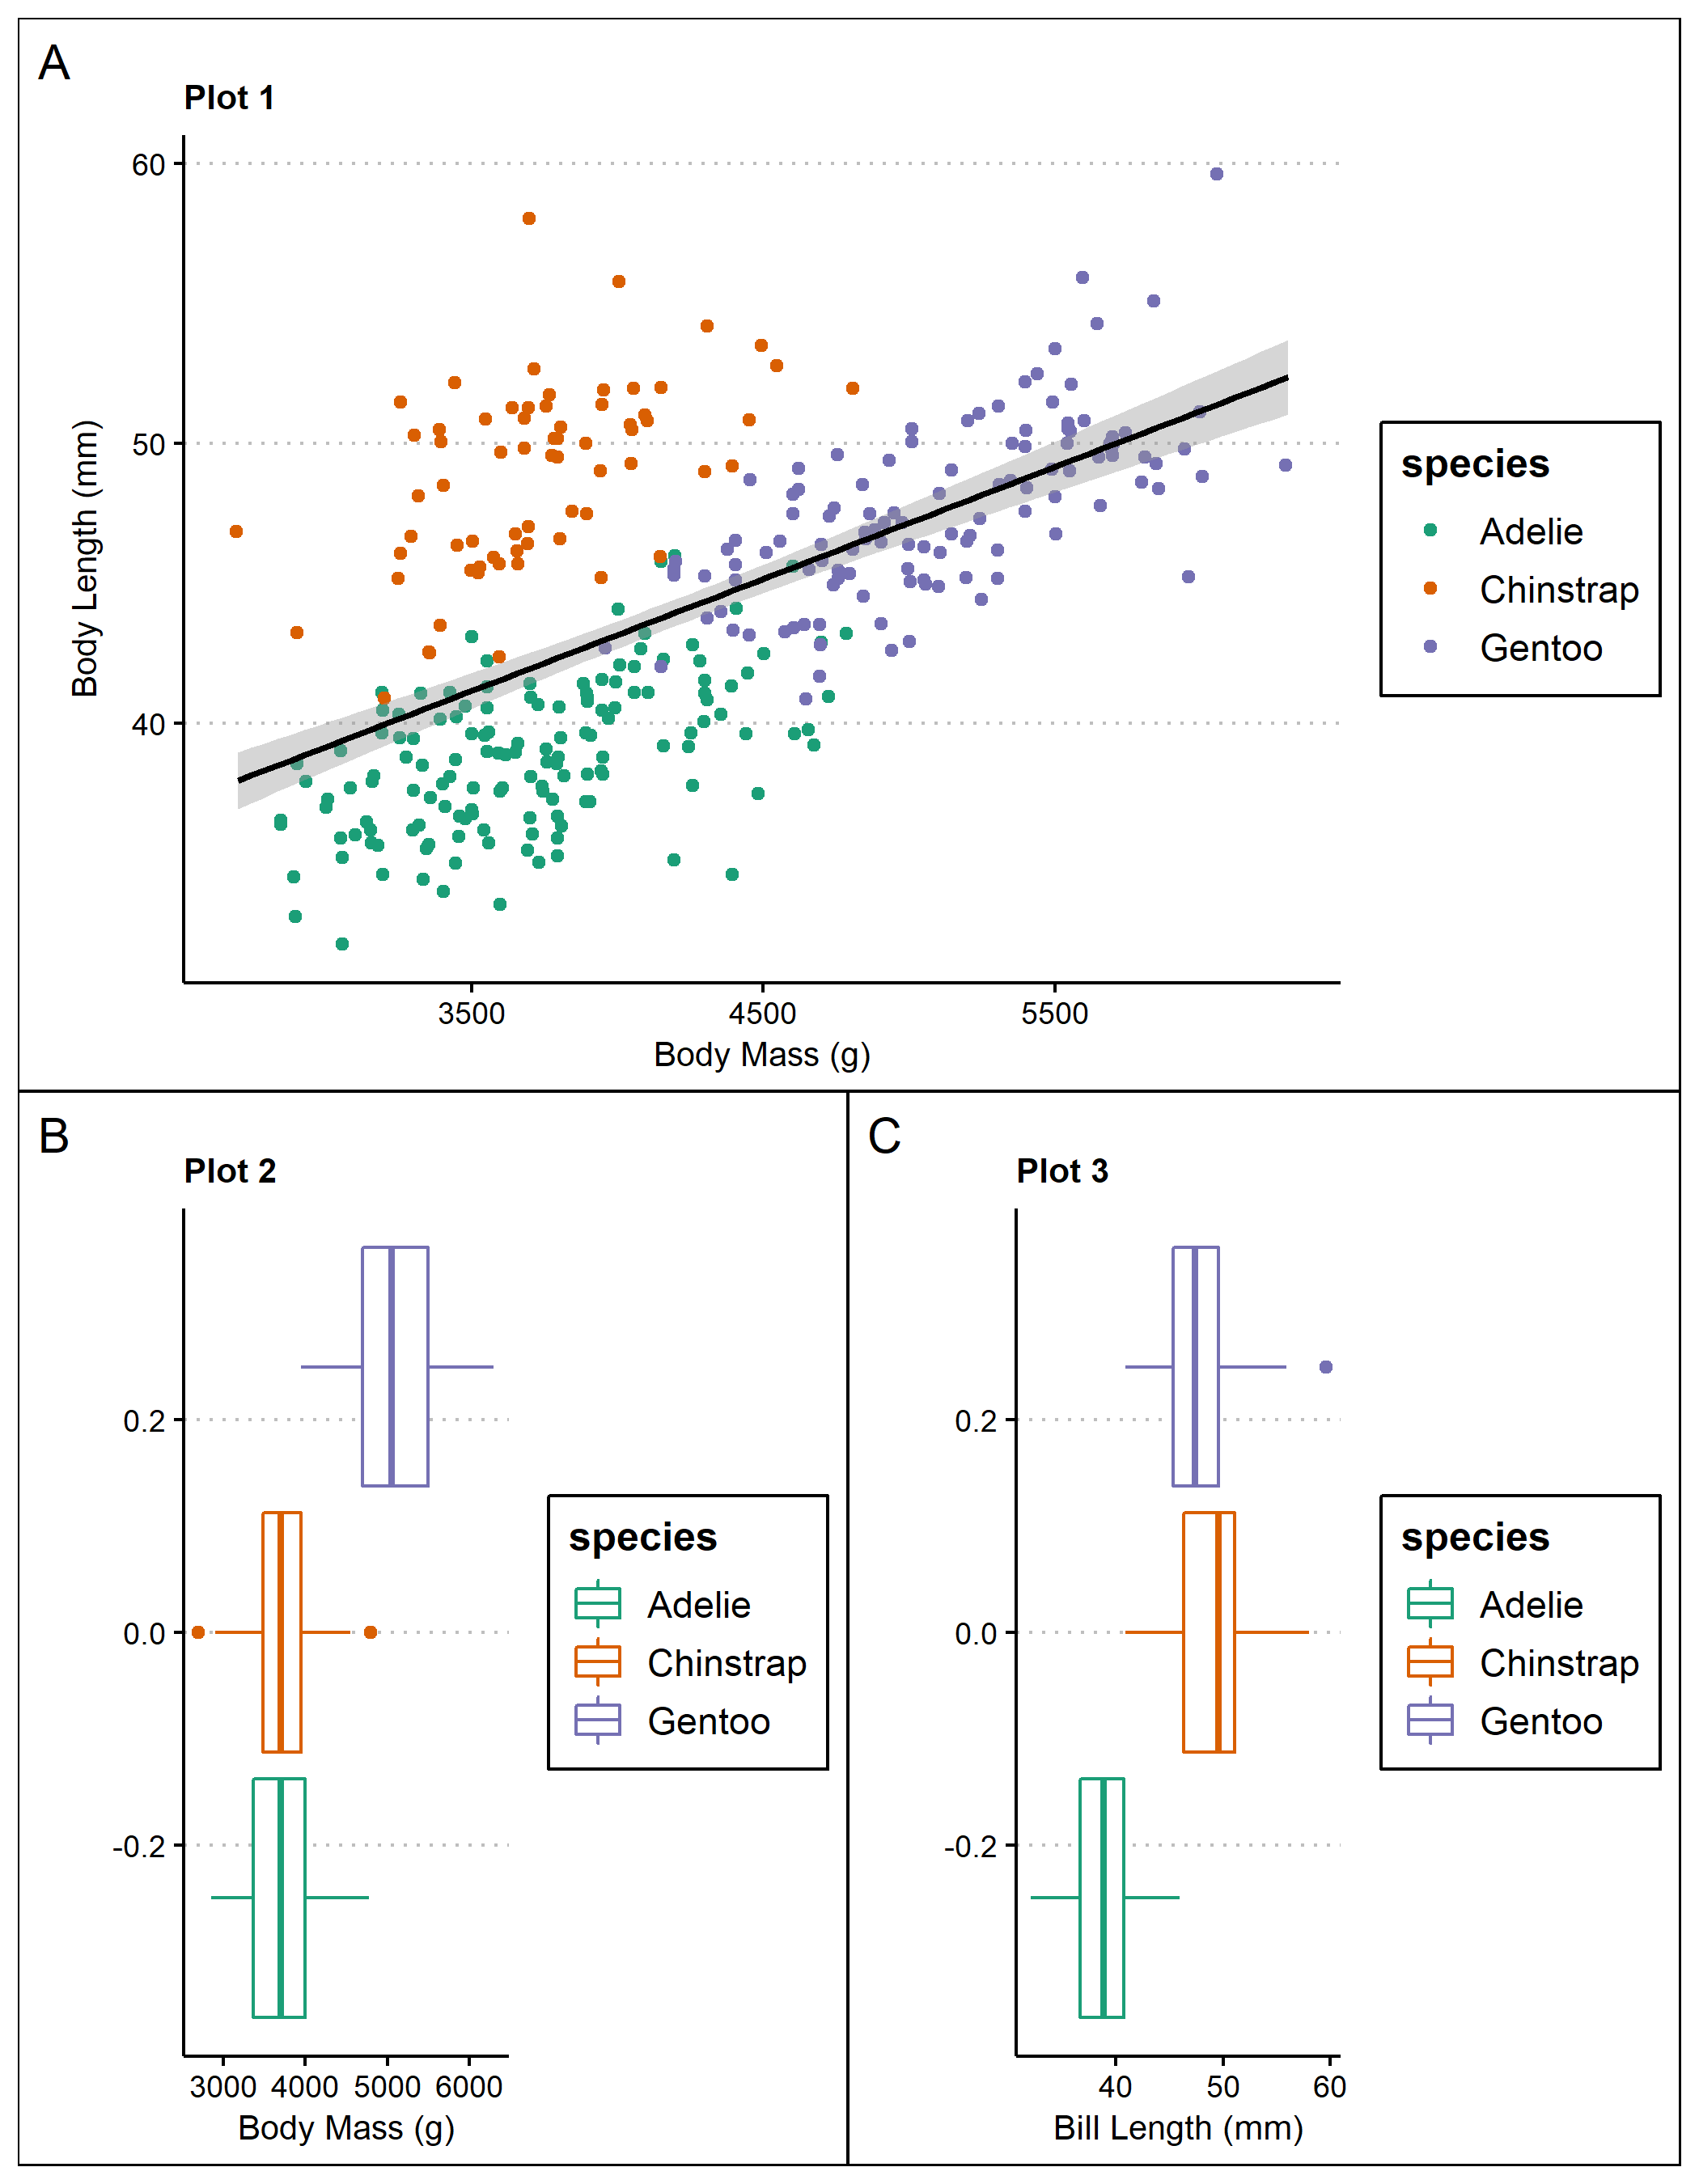 A
Plot 1
60
50
40
Body Length (mm)
3500 4500 5500
Body Mass (g)
species
Adelie
Chinstrap
Gentoo
B
Plot 2
0.2
0.0
-0.2
3000 4000 5000 6000
Body Mass (g)
species
Adelie
Chinstrap
Gentoo
C
Plot 3
0.2
0.0
-0.2
40 50 60
Bill Length (mm)
species
Adelie
Chinstrap
Gentoo